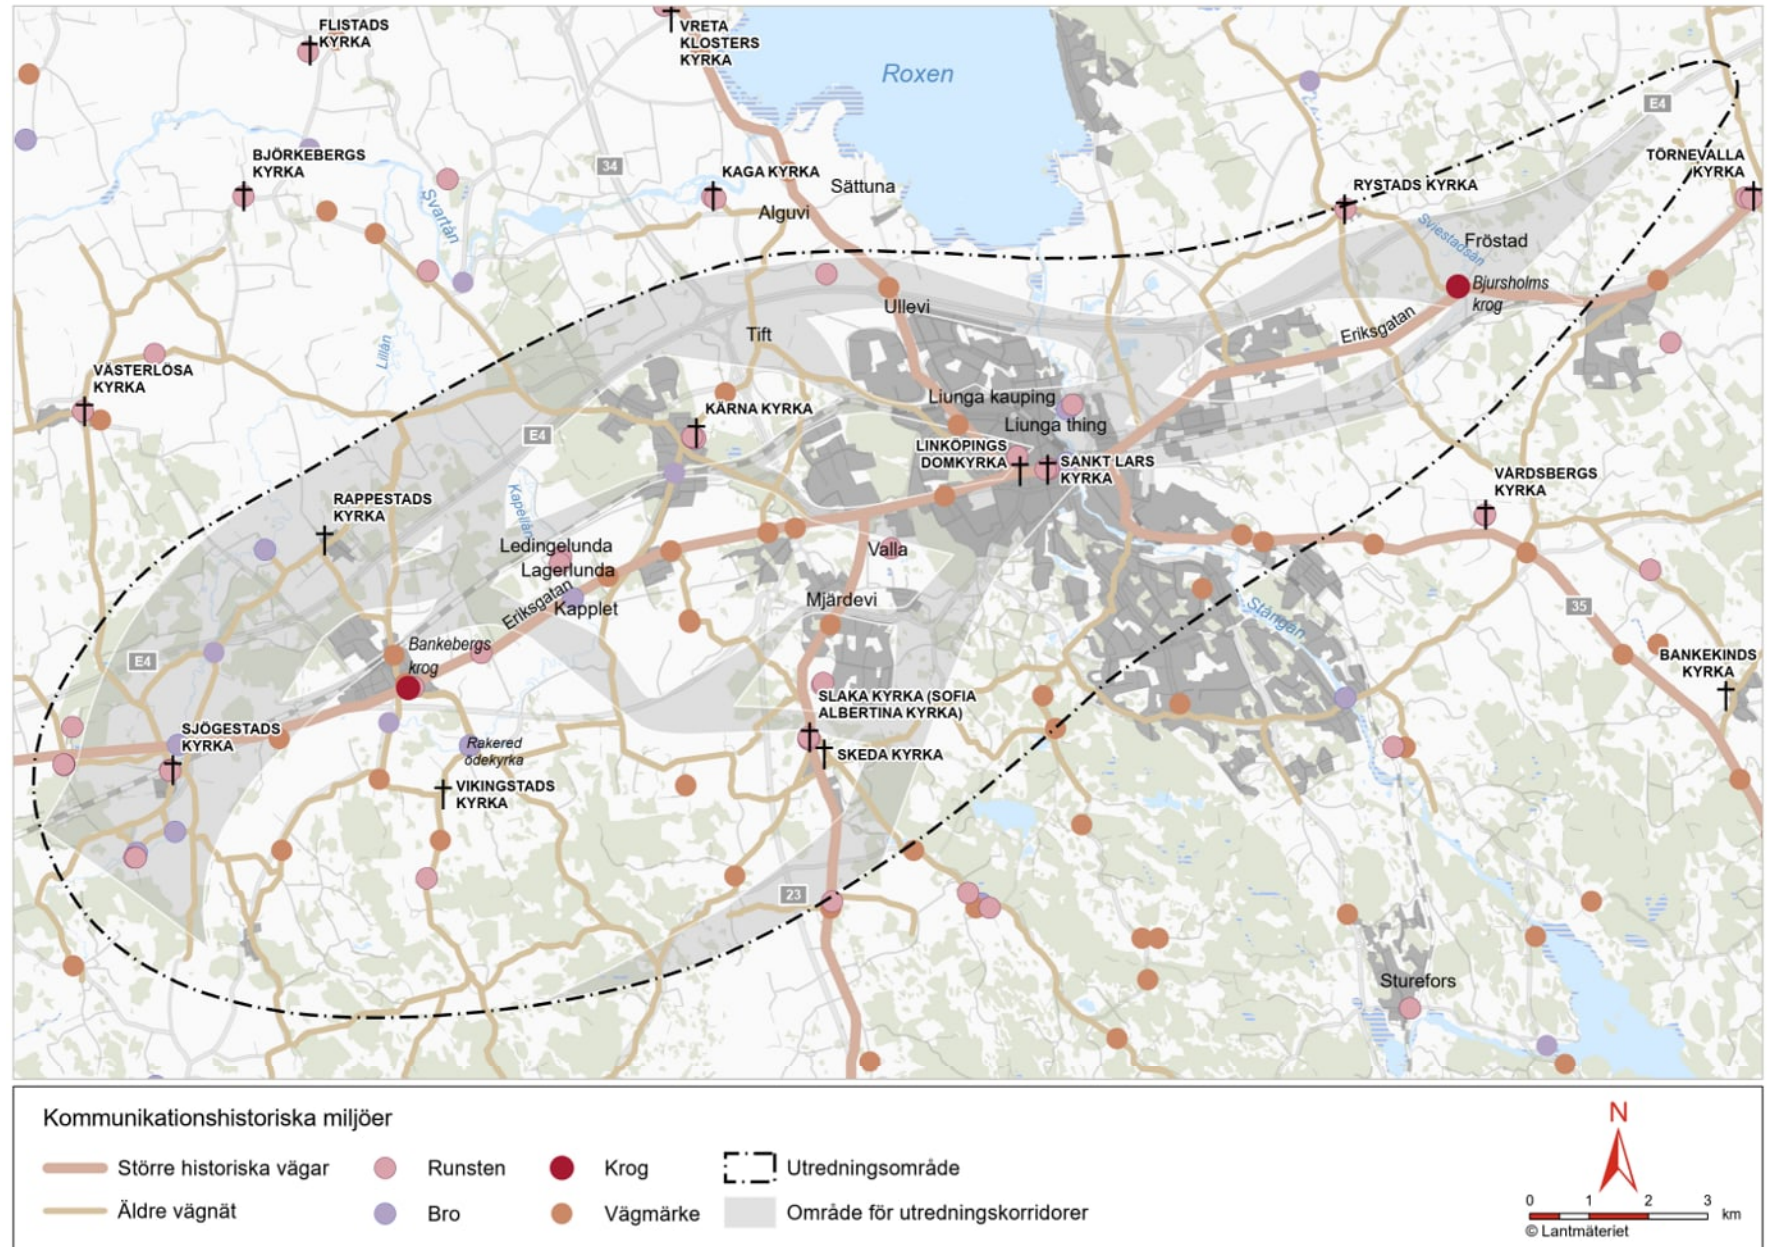 FLISTADS
KYRKA
VRETA
KLOSTERS
KYRKA
Roxen
E4
BJÖRKEBERGS
KYRKA
34
KAGA KYRKA
Sättuna
Alguvi
RYSTADS KYRKA
TÖRNEVALLA
KYRKA
Svartån
Sviestadsån
Fröstad
Bjursholms
krog
Ullevi
Eriksgatan
Tift
Lillån
VÄSTERLÖSA
KYRKA
KÄRNA KYRKA
Liunga kauping
Liunga thing
E4
LINKÖPINGS
DOMKYRKA
SANKT LARS
KYRKA
VÅRDSBERGS
KYRKA
RAPPESTADS
KYRKA
Kapellån
Ledingelunda
Lagerlunda
Valla
Eriksgatan
Kapplet
Mjärdevi
Stångån
35
Bankebergs
krog
E4
BANKEKINDS
KYRKA
SLAKA KYRKA (SOFIA
ALBERTINA KYRKA)
SJÖGESTADS
KYRKA
Rakered
ödekyrka
SKEDA KYRKA
VIKINGSTADS
KYRKA
23
Sturefors
Kommunikationshistoriska miljöer
Större historiska vägar
Runsten
Krog
Utredningsområde
Äldre vägnät
Bro
Vägmärke
Område för utredningskorridorer
N
0 1 2 3
km
© Lantmäteriet